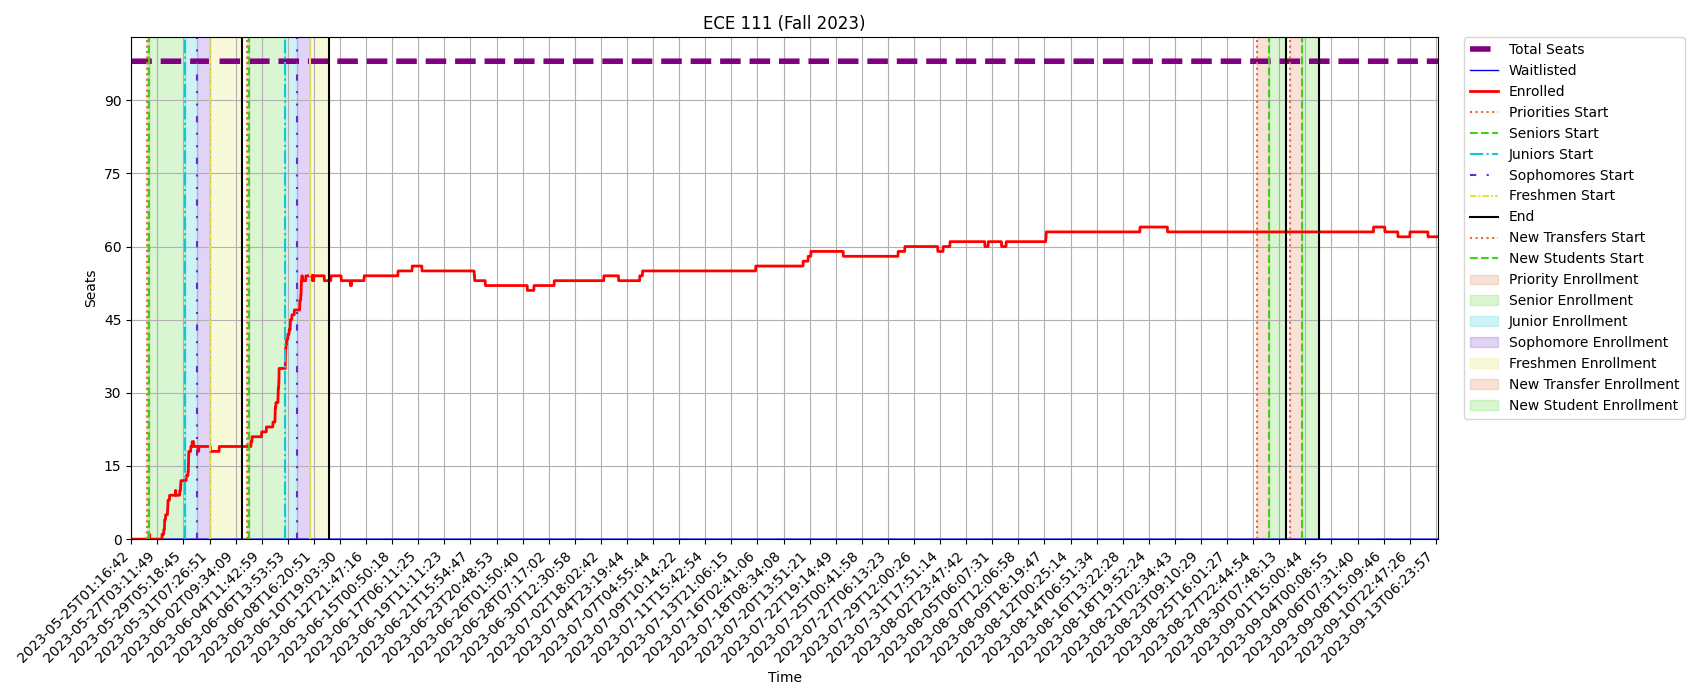 ECE 111 (Fall 2023)
Seats
90
75
60
45
30
15
0
2023-05-25T01:16:42
2023-05-27T03:11:49
2023-05-29T05:18:45
2023-05-31T07:26:51
2023-06-02T09:34:09
2023-06-04T11:42:59
2023-06-06T13:53:53
2023-06-08T16:20:51
2023-06-10T19:03:30
2023-06-12T21:47:16
2023-06-15T00:50:18
2023-06-17T06:11:25
2023-06-19T11:11:23
2023-06-21T15:54:47
2023-06-23T20:48:53
2023-06-26T01:50:40
2023-06-28T07:17:02
2023-06-30T12:30:58
2023-07-02T18:02:42
2023-07-04T23:19:44
2023-07-07T04:55:44
2023-07-09T10:14:22
2023-07-11T15:42:54
2023-07-13T21:06:15
2023-07-16T02:41:06
2023-07-18T08:34:08
2023-07-20T13:51:21
2023-07-22T19:14:49
2023-07-25T00:41:58
2023-07-27T06:13:23
2023-07-29T12:00:26
2023-07-31T17:51:14
2023-08-02T23:47:42
2023-08-05T06:07:31
2023-08-07T12:06:58
2023-08-09T18:19:47
2023-08-12T00:25:14
2023-08-14T06:51:34
2023-08-16T13:22:28
2023-08-18T19:52:24
2023-08-21T02:34:43
2023-08-23T09:10:29
2023-08-25T16:01:27
2023-08-27T22:44:54
2023-08-30T07:48:13
2023-09-01T15:00:44
2023-09-04T00:08:55
2023-09-06T07:31:40
2023-09-08T15:09:46
2023-09-10T22:47:26
2023-09-13T06:23:57
Time
Total Seats
Waitlisted
Enrolled
Priorities Start
Seniors Start
Juniors Start
Sophomores Start
Freshmen Start
End
New Transfers Start
New Students Start
Priority Enrollment
Senior Enrollment
Junior Enrollment
Sophomore Enrollment
Freshmen Enrollment
New Transfer Enrollment
New Student Enrollment